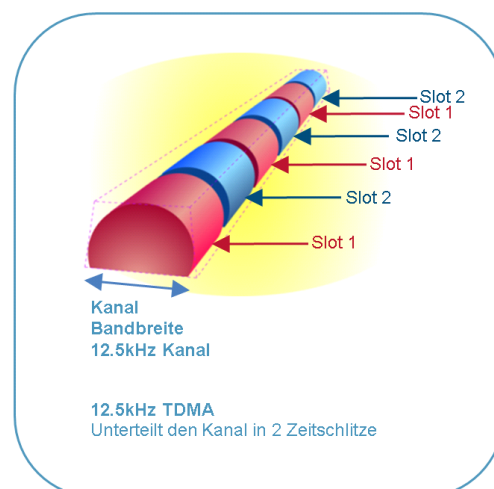 Slot 2
Slot 1
Slot 2
Slot 1
Slot 2
Slot 1
Kanal
Bandbreite
12.5kHz Kanal
12.5kHz TDMA
Unterteilt den Kanal in 2 Zeitschlitze